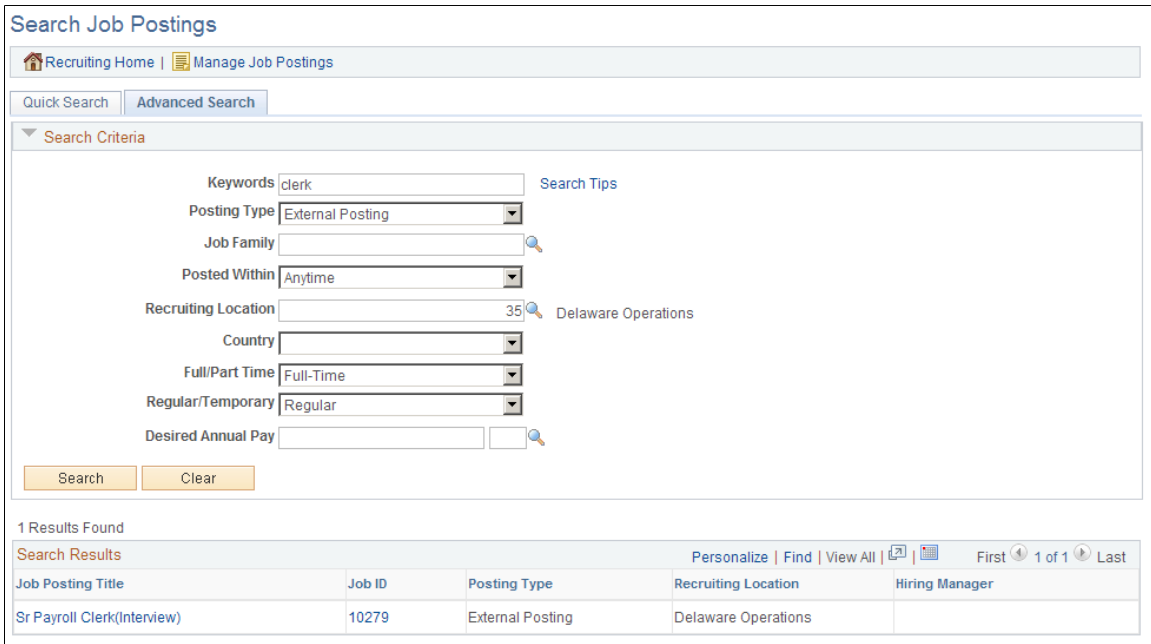 Search Job Postings
Recruiting Home | Manage Job Postings
Quick Search Advanced Search
Search Criteria
Keywords clerk Search Tips
Posting Type External Posting
Job Family
Posted Within Anytime
Recruiting Location 35 Delaware Operations
Country
Full/Part Time Full-Time
Regular/Temporary Regular
Desired Annual Pay
Search Clear
1 Results Found
Search Results Personalize | Find | View All | | First 1 of 1 Last
Job Posting Title Job ID Posting Type Recruiting Location Hiring Manager
Sr Payroll Clerk(Interview) 10279 External Posting Delaware Operations